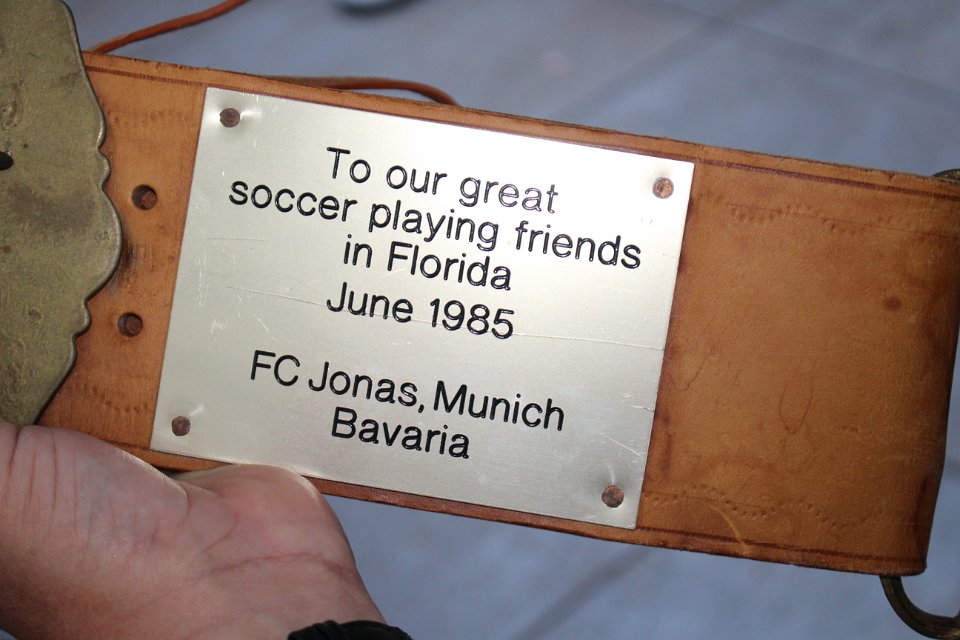 To our great
soccer playing friends
in Florida
June 1985
FC Jonas, Munich
Bavaria